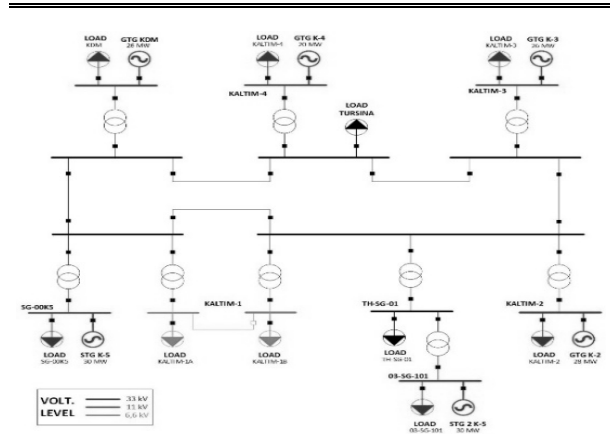 LOAD
KDM
GTG KDM
28 MW
LOAD
KALTIM-4
GTG K-4
20 MW
LOAD
KALTIM-3
GTG K-3
KALTIM-4
KALTIM-3
LOAD
TURSINA
SG-00K5
KALTIM-1
TH-SG-01
KALTIM-2
LOAD
SG-00K5
STG K-5
30 MW
LOAD
KALTIM-1A
LOAD
KALTIM-1B
LOAD
TH-SG-01
LOAD
KALTIM-2
GTG K-2
28 MW
03-SG-101
LOAD
03-SG-101
STG 2 K-5
30 MW
VOLT.
LEVEL
33 kV
11 kV
6,6 kV